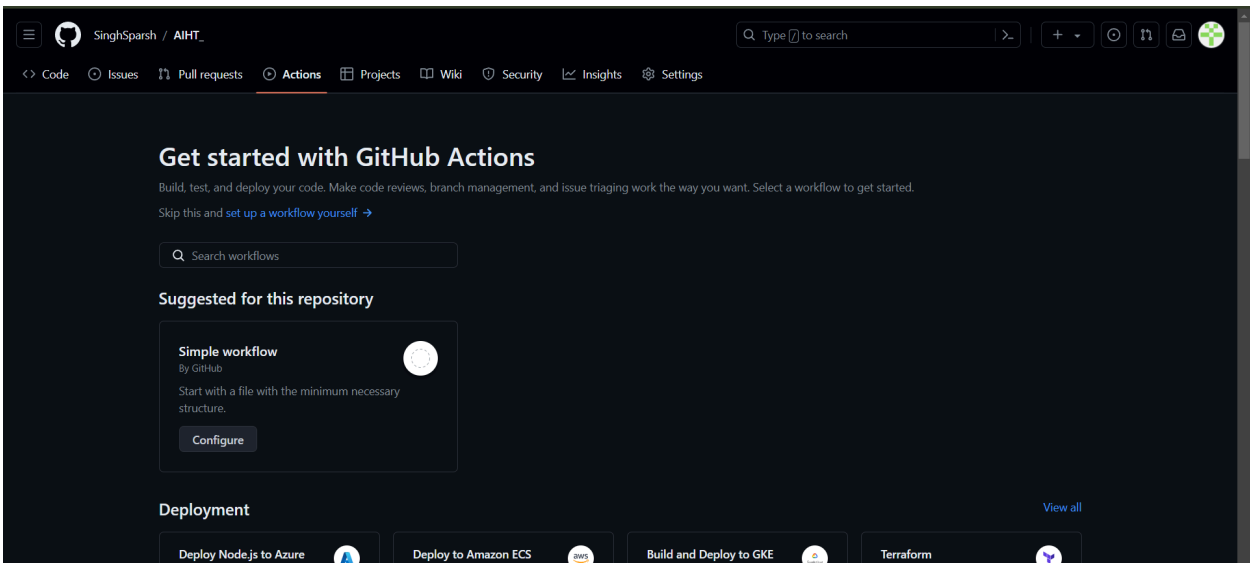 SinghSparsh / AIHT_
Type / to search
Code Issues Pull requests Actions Projects Wiki Security Insights Settings
Get started with GitHub Actions
Build, test, and deploy your code. Make code reviews, branch management, and issue triaging work the way you want. Select a workflow to get started.
Skip this and set up a workflow yourself →
Search workflows
Suggested for this repository
Simple workflow
By GitHub
Start with a file with the minimum necessary
structure.
Configure
Deployment View all
Deploy Node.js to Azure
Deploy to Amazon ECS aws
Build and Deploy to GKE
Terraform